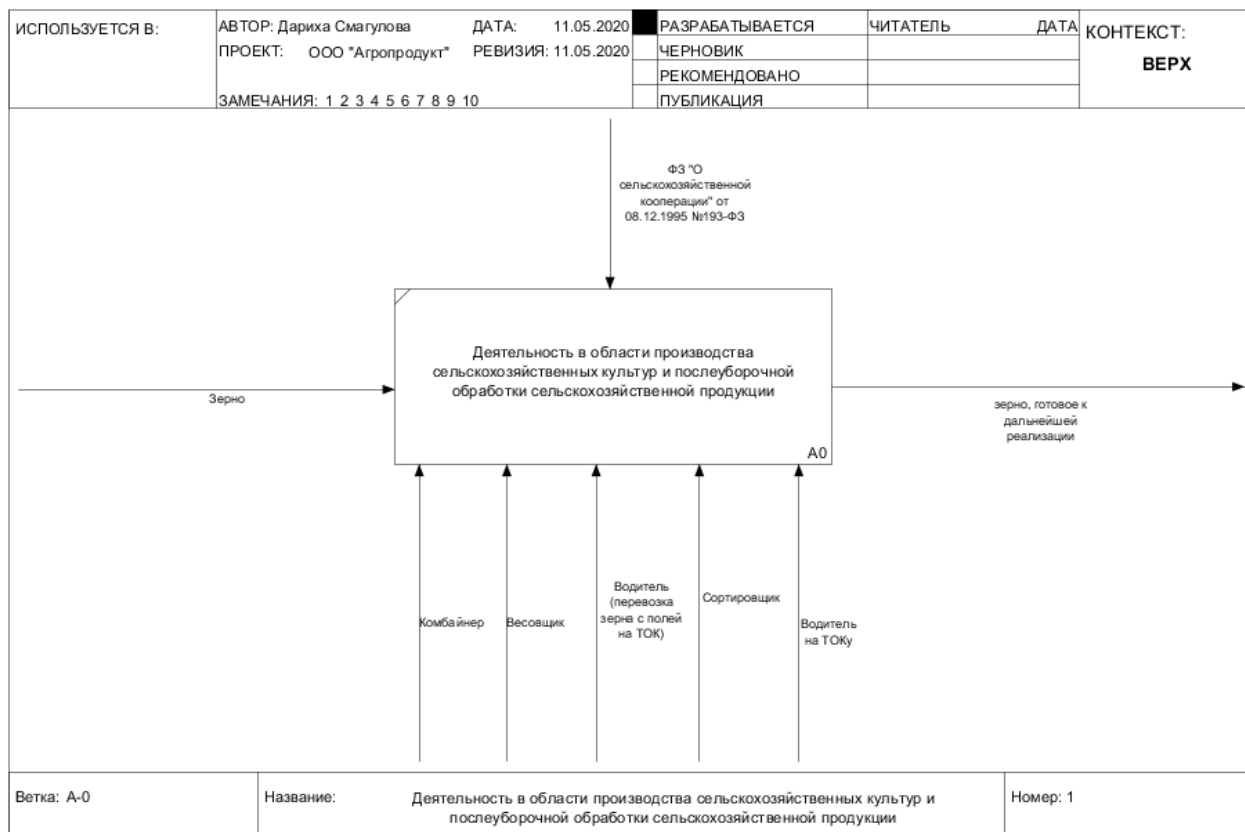 ИСПОЛЬЗУЕТСЯ В:
АВТОР: Дариха Смагулова
ДАТА: 11.05.2020
ПРОЕКТ: ООО "Агропродукт"
РЕВИЗИЯ: 11.05.2020
ЗАМЕЧАНИЯ: 1 2 3 4 5 6 7 8 9 10
РАЗРАБАТЫВАЕТСЯ
ЧЕРНОВИК
РЕКОМЕНДОВАНО
ПУБЛИКАЦИЯ
ЧИТАТЕЛЬ
ДАТА
КОНТЕКСТ:
ВЕРХ
ФЗ "О
сельскохозяйственной
кооперации" от
08.12.1995 №193-ФЗ
Деятельность в области производства
сельскохозяйственных культур и послеуборочной
обработки сельскохозяйственной продукции
A0
Зерно
зерно, готовое к
дальнейшей
реализации
Комбайнер
Весовщик
Водитель
(перевозка
зерна с полей
на ТОК)
Сортировщик
Водитель
на ТОКу
Ветка: A-0
Название:
Деятельность в области производства сельскохозяйственных культур и
послеуборочной обработки сельскохозяйственной продукции
Номер: 1